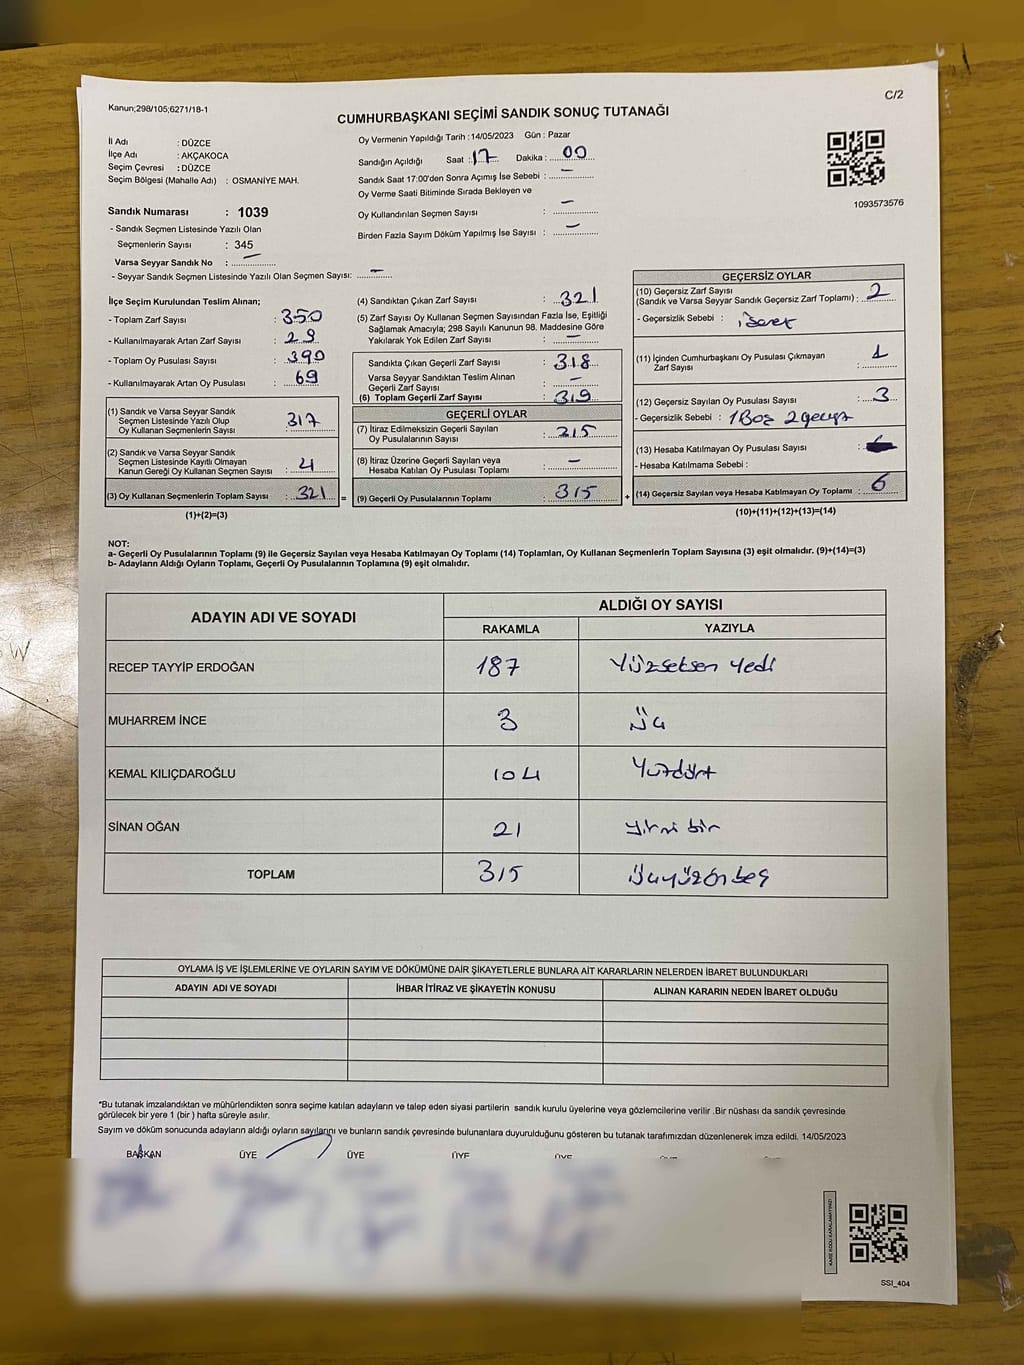 Kanun;298/105;6271/18-1
C/2
CUMHURBAŞKANI SEÇİMİ SANDIK SONUÇ TUTANAĞI
İl Adı : DÜZCE
İlçe Adı : AKÇAKOCA
Seçim Çevresi : DÜZCE
Seçim Bölgesi (Mahalle Adı) : OSMANİYE MAH.
Sandık Numarası : 1039
- Sandık Seçmen Listesinde Yazılı Olan
Seçmenlerin Sayısı : 345
Varsa Seyyar Sandık No : —
- Seyyar Sandık Seçmen Listesinde Yazılı Olan Seçmen Sayısı: —
Oy Vermenin Yapıldığı Tarih :14/05/2023 Gün : Pazar
Sandığın Açıldığı Saat : 17 Dakika : 00
Sandık Saat 17:00'den Sonra Açımış İse Sebebi : —
Oy Verme Saati Bitiminde Sırada Bekleyen ve
Oy Kullandırılan Seçmen Sayısı : —
Birden Fazla Sayım Döküm Yapılmış İse Sayısı : —
1093573576
İlçe Seçim Kurulundan Teslim Alınan;
- Toplam Zarf Sayısı : 350
- Kullanılmayarak Artan Zarf Sayısı : 29
- Toplam Oy Pusulası Sayısı : 390
- Kullanılmayarak Artan Oy Pusulası : 69
(1) Sandık ve Varsa Seyyar Sandık
Seçmen Listesinde Yazılı Olup
Oy Kullanan Seçmenlerin Sayısı : 317
(2) Sandık ve Varsa Seyyar Sandık
Seçmen Listesinde Kayıtlı Olmayan
Kanun Gereği Oy Kullanan Seçmen Sayısı : 4
(3) Oy Kullanan Seçmenlerin Toplam Sayısı : 321 =
(1)+(2)=(3)
(4) Sandıktan Çıkan Zarf Sayısı : 321
(5) Zarf Sayısı Oy Kullanan Seçmen Sayısından Fazla İse, Eşitliği
Sağlamak Amacıyla; 298 Sayılı Kanunun 98. Maddesine Göre
Yakılarak Yok Edilen Zarf Sayısı : —
Sandıkta Çıkan Geçerli Zarf Sayısı : 318
Varsa Seyyar Sandıktan Teslim Alınan
Geçerli Zarf Sayısı : —
(6) Toplam Geçerli Zarf Sayısı : 319
GEÇERLİ OYLAR
(7) İtiraz Edilmeksizin Geçerli Sayılan
Oy Pusulalarının Sayısı : 315
(8) İtiraz Üzerine Geçerli Sayılan veya
Hesaba Katılan Oy Pusulası Toplamı : —
(9) Geçerli Oy Pusulalarının Toplamı : 315 +
GEÇERSİZ OYLAR
(10) Geçersiz Zarf Sayısı
(Sandık ve Varsa Seyyar Sandık Geçersiz Zarf Toplamı) : 2
- Geçersizlik Sebebi : işaret
(11) İçinden Cumhurbaşkanı Oy Pusulası Çıkmayan
Zarf Sayısı : 1
(12) Geçersiz Sayılan Oy Pusulası Sayısı : 3
- Geçersizlik Sebebi : 1 Boş 2
(13) Hesaba Katılmayan Oy Pusulası Sayısı :
- Hesaba Katılmama Sebebi :
(14) Geçersiz Sayılan veya Hesaba Katılmayan Oy Toplamı : 6
(10)+(11)+(12)+(13)=(14)
NOT:
a- Geçerli Oy Pusulalarının Toplamı (9) ile Geçersiz Sayılan veya Hesaba Katılmayan Oy Toplamı (14) Toplamları, Oy Kullanan Seçmenlerin Toplam Sayısına (3) eşit olmalıdır. (9)+(14)=(3)
b- Adayların Aldığı Oyların Toplamı, Geçerli Oy Pusulalarının Toplamına (9) eşit olmalıdır.
ADAYIN ADI VE SOYADI
ALDIĞI OY SAYISI
RAKAMLA YAZIYLA
RECEP TAYYİP ERDOĞAN 187 Yüzseksen Yedi
MUHARREM İNCE 3 Üç
KEMAL KILIÇDAROĞLU 104 Yüzdört
SİNAN OĞAN 21 yirmi bir
TOPLAM 315 Üçyüzonbeş
OYLAMA İŞ VE İŞLEMLERİNE VE OYLARIN SAYIM VE DÖKÜMÜNE DAİR ŞİKAYETLERLE BUNLARA AİT KARARLARIN NELERDEN İBARET BULUNDUKLARI
ADAYIN ADI VE SOYADI İHBAR İTİRAZ VE ŞİKAYETİN KONUSU ALINAN KARARIN NEDEN İBARET OLDUĞU
*Bu tutanak imzalandıktan ve mühürlendikten sonra seçime katılan adayların ve talep eden siyasi partilerin sandık kurulu üyelerine veya gözlemcilerine verilir .Bir nüshası da sandık çevresinde
görülecek bir yere 1 (bir ) hafta süreyle asılır.
Sayım ve döküm sonucunda adayların aldığı oyların sayılarını ve bunların sandık çevresinde bulunanlara duyurulduğunu gösteren bu tutanak tarafımızdan düzenlenerek imza edildi. 14/05/2023
BAŞKAN ÜYE ÜYE ÜYE ÜYE
KARE KODU KARALAMAYINIZ!
SSI_404